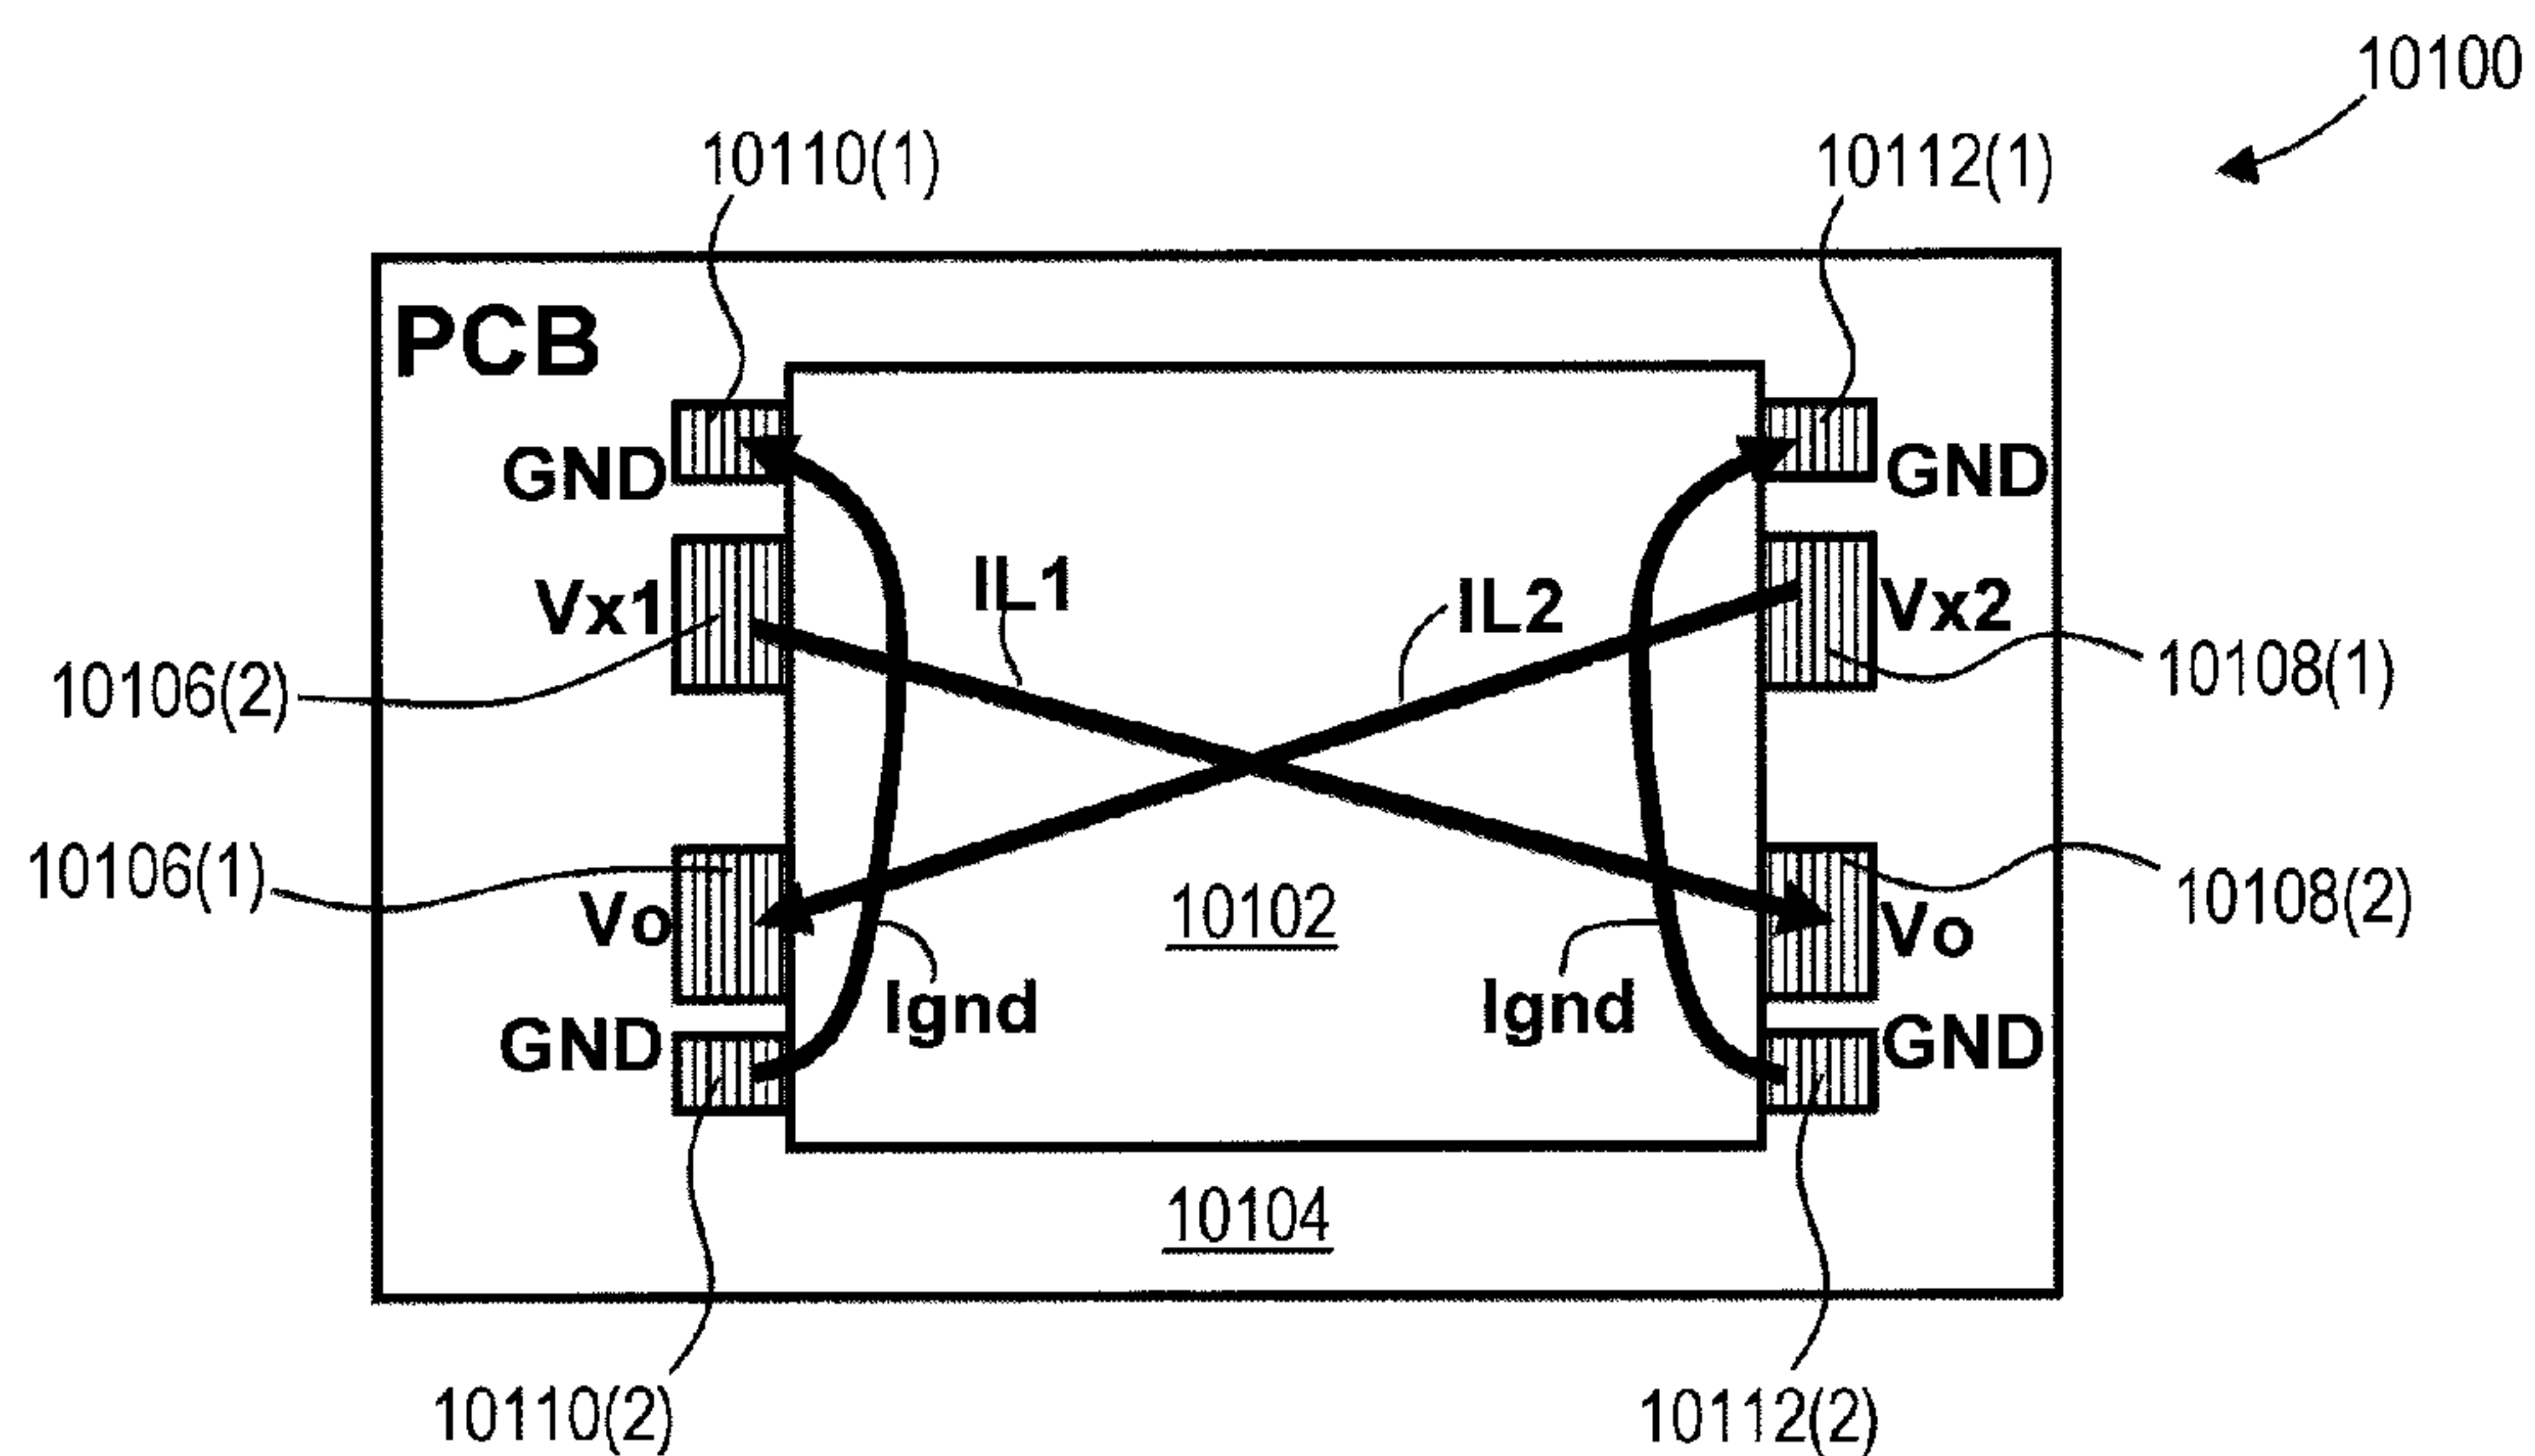 10100
10110(1)
10112(1)
PCB
GND
GND
IL1
IL2
Vx1
Vx2
10106(2)
10108(1)
10106(1)
10108(2)
10102
Vo
Vo
Ignd
Ignd
GND
GND
10104
10110(2)
10112(2)